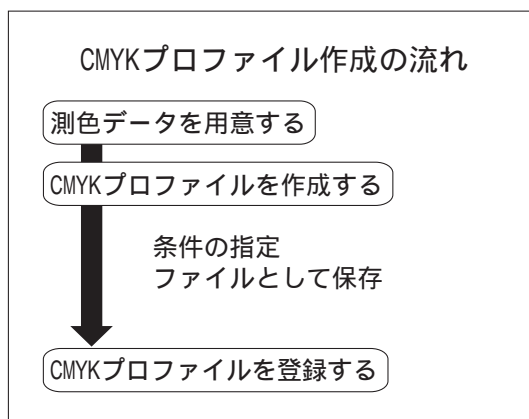 CMYKプロファイル作成の流れ
測色データを用意する
CMYKプロファイルを作成する
条件の指定
ファイルとして保存
CMYKプロファイルを登録する